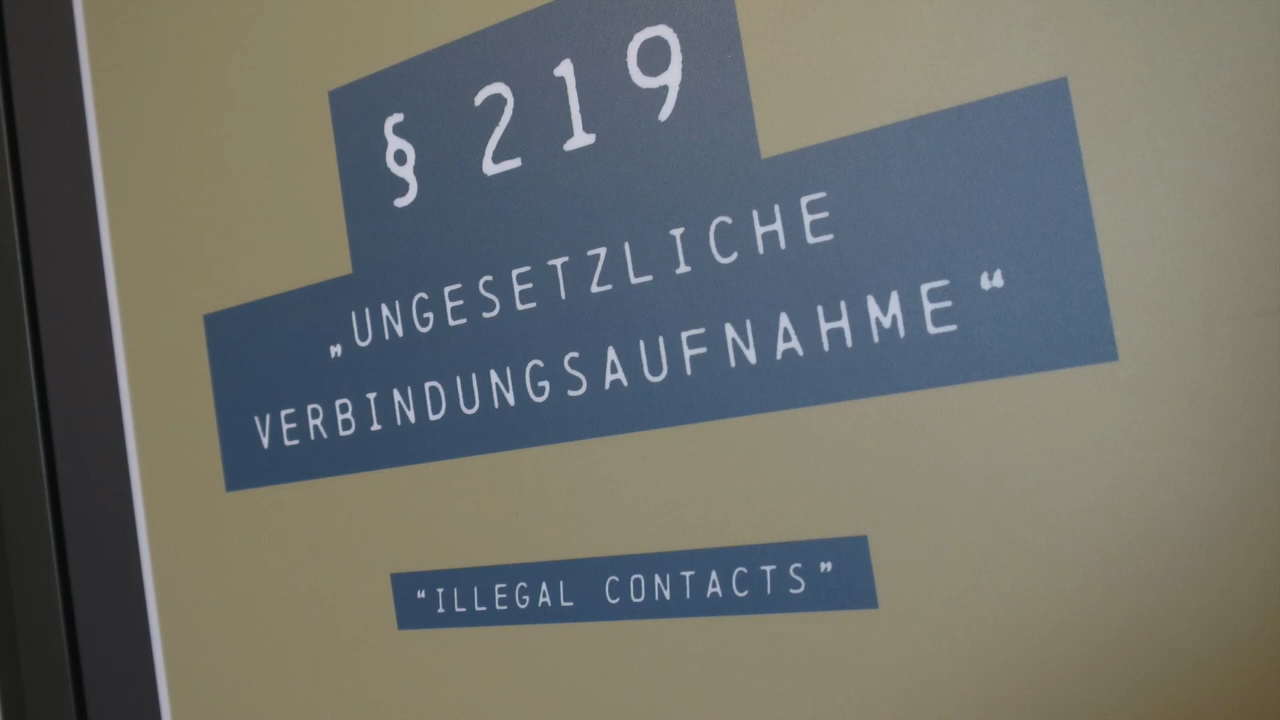 § 219
„UNGESETZLICHE
VERBINDUNGSAUFNAHME“
“ILLEGAL CONTACTS”